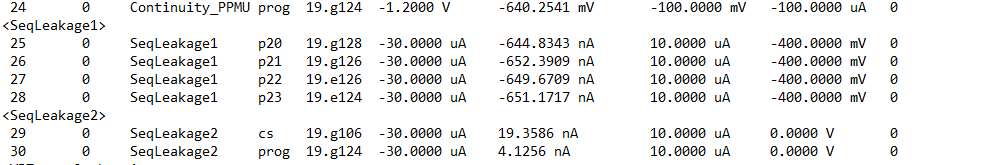 24 0 Continuity_PPMU prog 19.g124 -1.2000 V -640.2541 mV -100.0000 mV -100.0000 uA 0
<SeqLeakage1>
25 0 SeqLeakage1 p20 19.g128 -30.0000 uA -644.8343 nA 10.0000 uA -400.0000 mV 0
26 0 SeqLeakage1 p21 19.g126 -30.0000 uA -652.3909 nA 10.0000 uA -400.0000 mV 0
27 0 SeqLeakage1 p22 19.e126 -30.0000 uA -649.6709 nA 10.0000 uA -400.0000 mV 0
28 0 SeqLeakage1 p23 19.e124 -30.0000 uA -651.1717 nA 10.0000 uA -400.0000 mV 0
<SeqLeakage2>
29 0 SeqLeakage2 cs 19.g106 -30.0000 uA 19.3586 nA 10.0000 uA 0.0000 V 0
30 0 SeqLeakage2 prog 19.g124 -30.0000 uA 4.1256 nA 10.0000 uA 0.0000 V 0